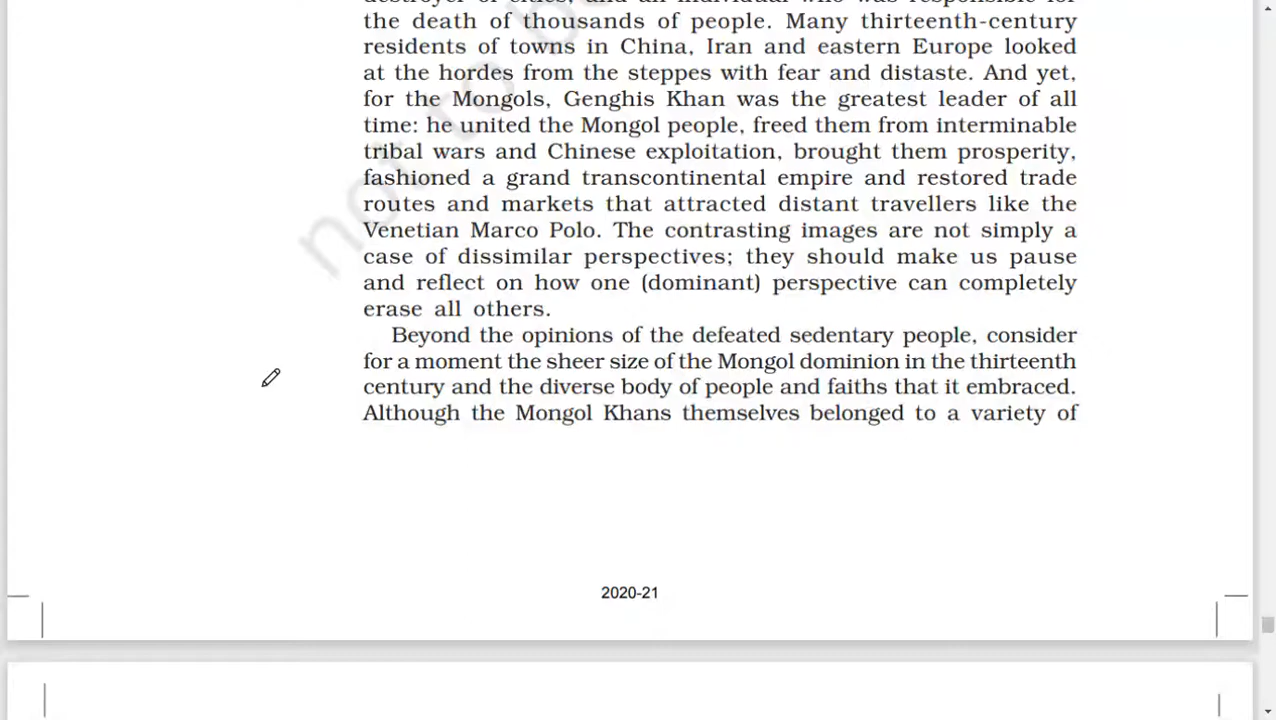 the death of thousands of people. Many thirteenth-century
residents of towns in China, Iran and eastern Europe looked
at the hordes from the steppes with fear and distaste. And yet,
for the Mongols, Genghis Khan was the greatest leader of all
time: he united the Mongol people, freed them from interminable
tribal wars and Chinese exploitation, brought them prosperity,
fashioned a grand transcontinental empire and restored trade
routes and markets that attracted distant travellers like the
Venetian Marco Polo. The contrasting images are not simply a
case of dissimilar perspectives; they should make us pause
and reflect on how one (dominant) perspective can completely
erase all others.
Beyond the opinions of the defeated sedentary people, consider
for a moment the sheer size of the Mongol dominion in the thirteenth
century and the diverse body of people and faiths that it embraced.
Although the Mongol Khans themselves belonged to a variety of
not to b
2020-21